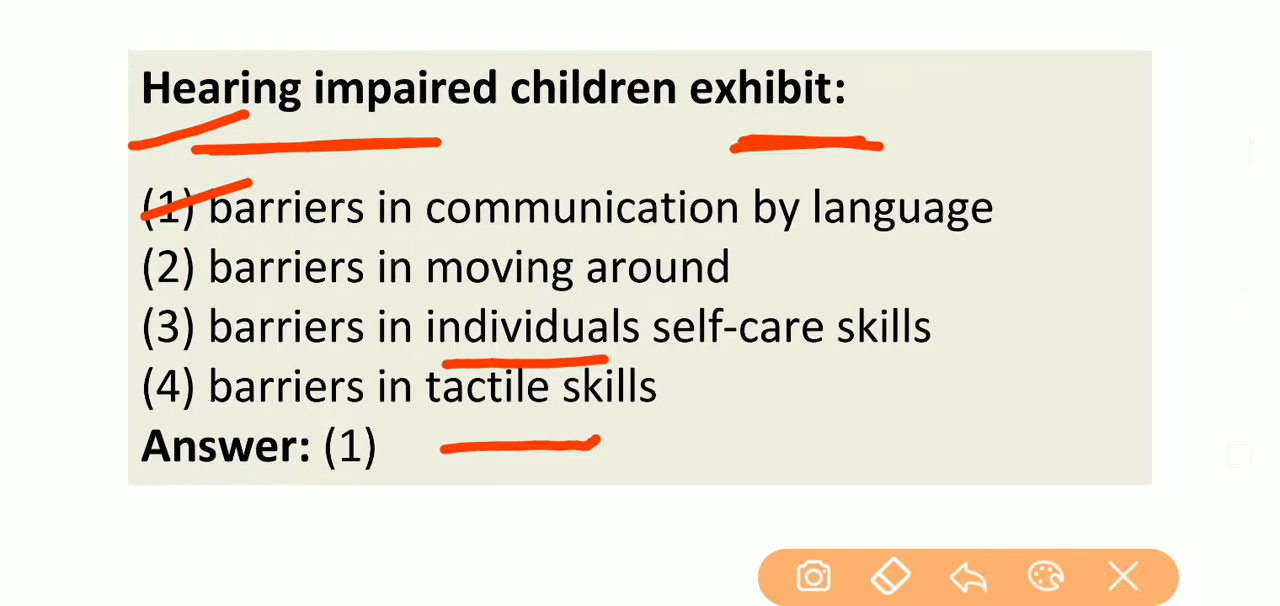 Hearing impaired children exhibit:
(1) barriers in communication by language
(2) barriers in moving around
(3) barriers in individuals self-care skills
(4) barriers in tactile skills
Answer: (1)